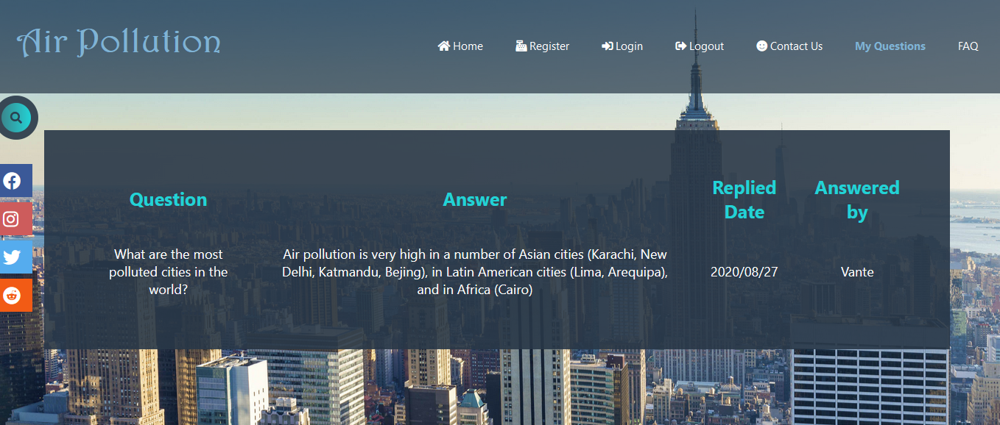 Air Pollution
Home Register Login Logout Contact Us My Questions FAQ
Question Answer Replied Date Answered by
What are the most
polluted cities in the
world?
Air pollution is very high in a number of Asian cities (Karachi, New
Delhi, Katmandu, Bejing), in Latin American cities (Lima, Arequipa),
and in Africa (Cairo)
2020/08/27
Vante